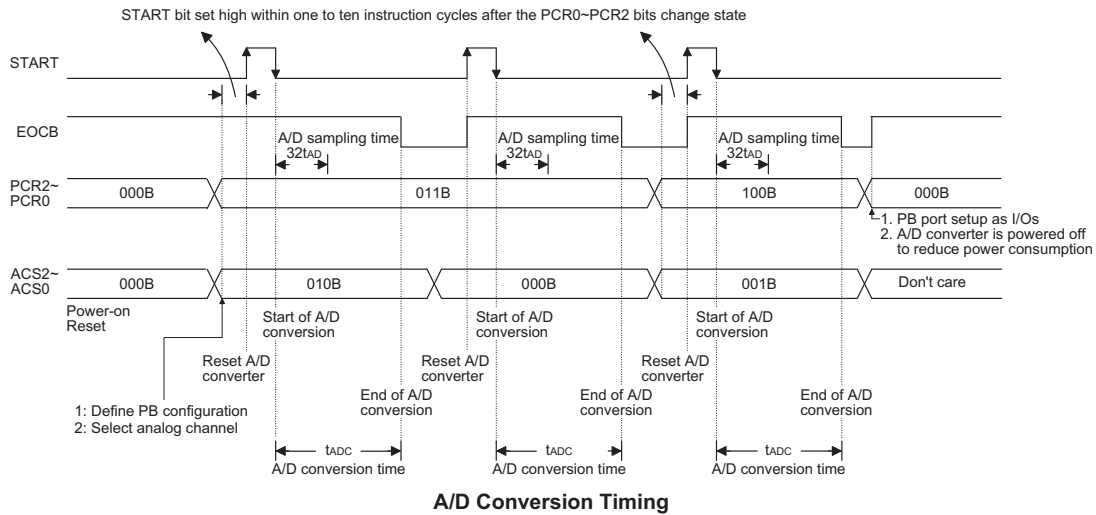 START bit set high within one to ten instruction cycles after the PCR0~PCR2 bits change state
START
EOCB
A/D sampling time
32tAD
A/D sampling time
32tAD
A/D sampling time
32tAD
PCR2~
PCR0
000B
011B
100B
000B
1. PB port setup as I/Os
2. A/D converter is powered off
to reduce power consumption
ACS2~
ACS0
000B
010B
000B
001B
Don't care
Power-on
Reset
Start of A/D
conversion
Start of A/D
conversion
Start of A/D
conversion
Reset A/D
converter
Reset A/D
converter
Reset A/D
converter
End of A/D
conversion
End of A/D
conversion
End of A/D
conversion
1: Define PB configuration
2: Select analog channel
tADC
A/D conversion time
tADC
A/D conversion time
tADC
A/D conversion time
A/D Conversion Timing